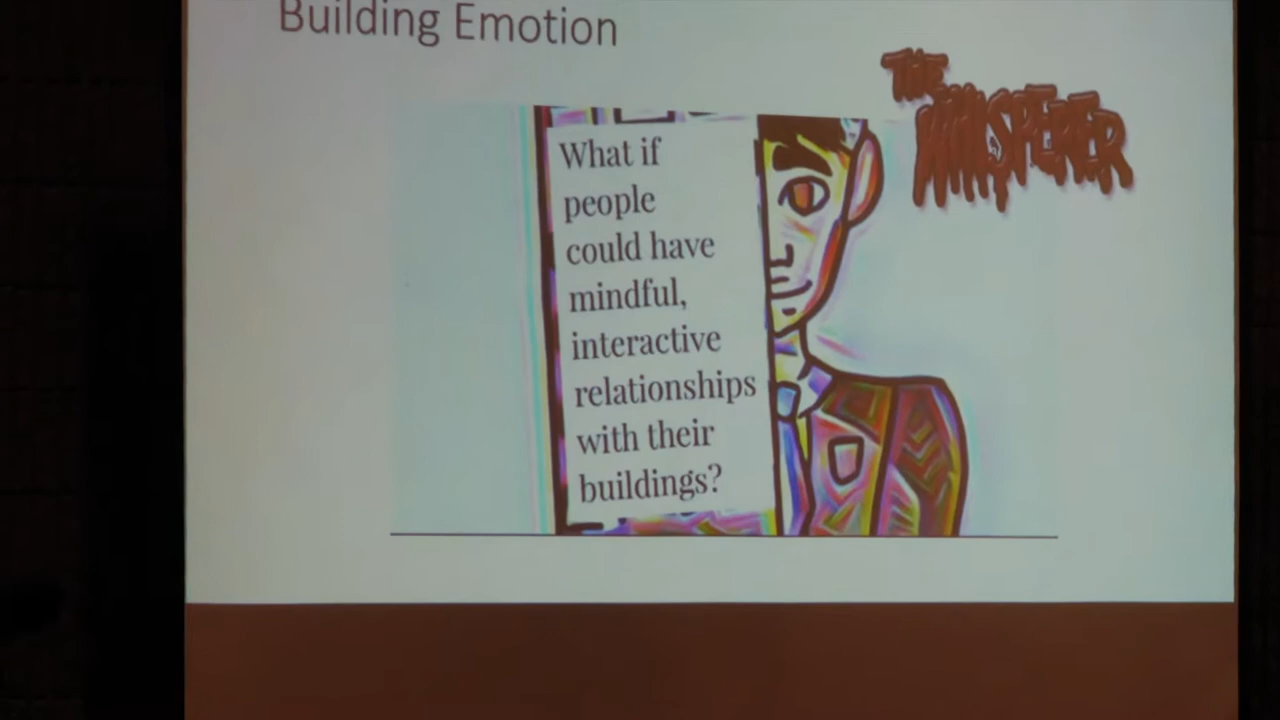 Building Emotion
THE
WHISPERER
What if
people
could have
mindful,
interactive
relationships
with their
buildings?